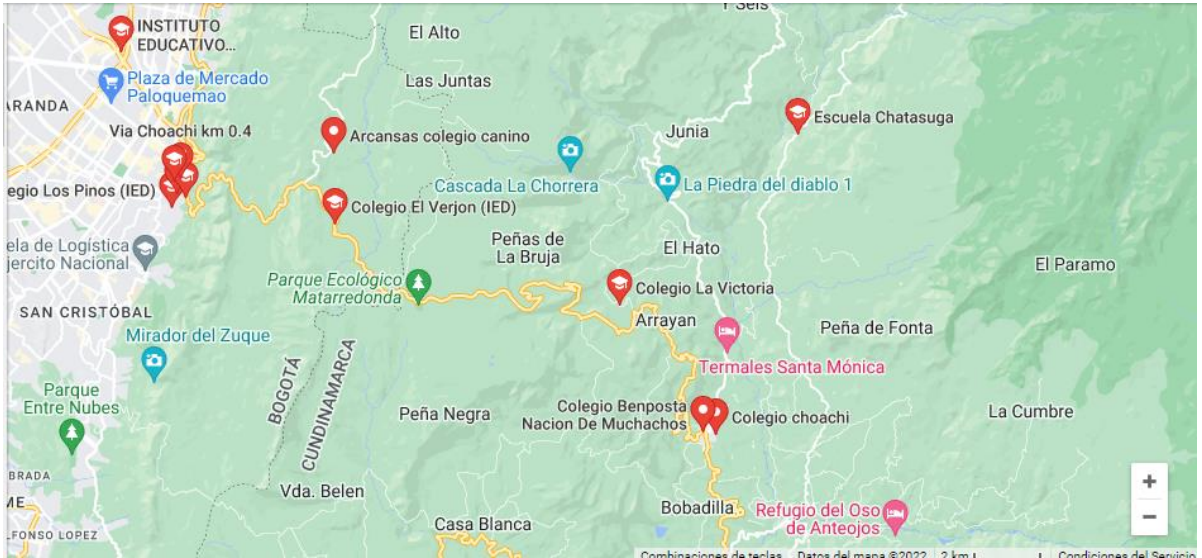 Y Seis
INSTITUTO
EDUCATIVO...
El Alto
Plaza de Mercado
Paloquemao
Las Juntas
ARANDA
Escuela Chatasuga
Via Choachi km 0.4
Arcansas colegio canino
Junia
Cascada La Chorrera
La Piedra del diablo 1
egio Los Pinos (IED)
Colegio El Verjon (IED)
Peñas de
La Bruja
El Hato
ela de Logística
jercito Nacional
El Paramo
Parque Ecológico
Matarredonda
Colegio La Victoria
SAN CRISTÓBAL
Arrayan
Peña de Fonta
Mirador del Zuque
Termales Santa Mónica
BOGOTÁ
CUNDINAMARCA
Parque
Entre Nubes
Peña Negra
Colegio Benposta
Nacion De Muchachos
Colegio choachi
La Cumbre
BRADA
ME
Vda. Belen
Bobadilla
Refugio del Oso
de Anteojos
LFONSO LOPEZ
Casa Blanca
+
−
Combinaciones de teclas Datos del mapa ©2022 2 km Condiciones del Servicio